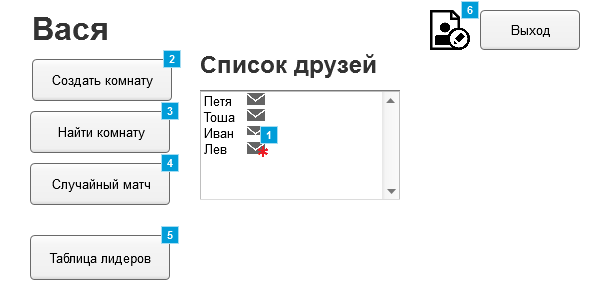 Вася
6
Выход
2
Создать комнату
3
Найти комнату
4
Случайный матч
5
Таблица лидеров
Список друзей
Петя
Тоша
Иван
1
Лев